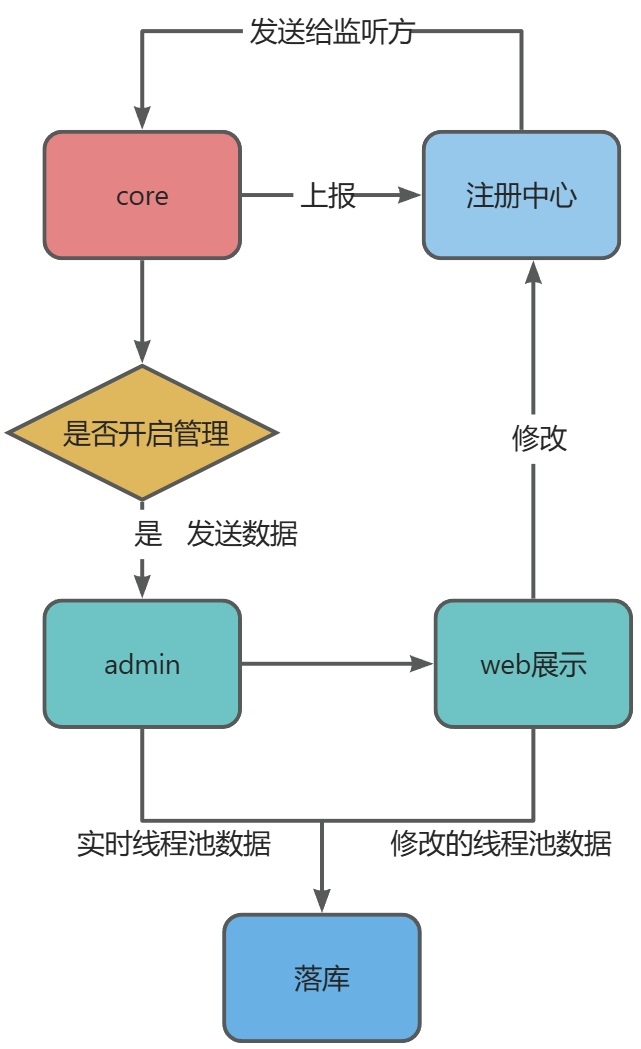 发送给监听方
core
上报
注册中心
是否开启管理
修改
是 发送数据
admin
web展示
实时线程池数据
修改的线程池数据
落库